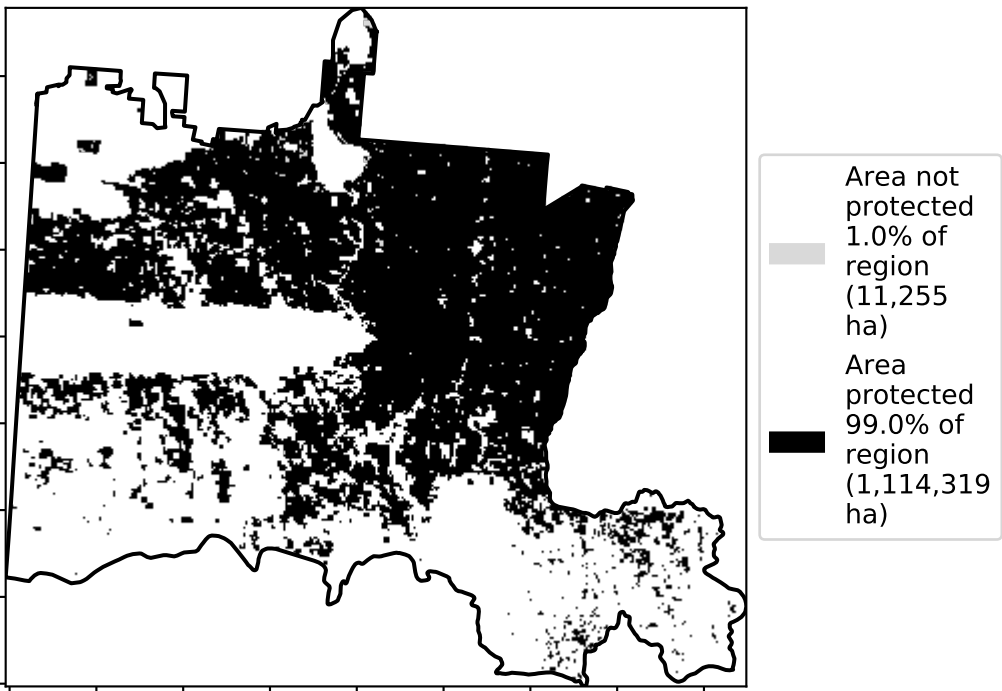 Area not
protected
1.0% of
region
(11,255
ha)
Area
protected
99.0% of
region
(1,114,319
ha)